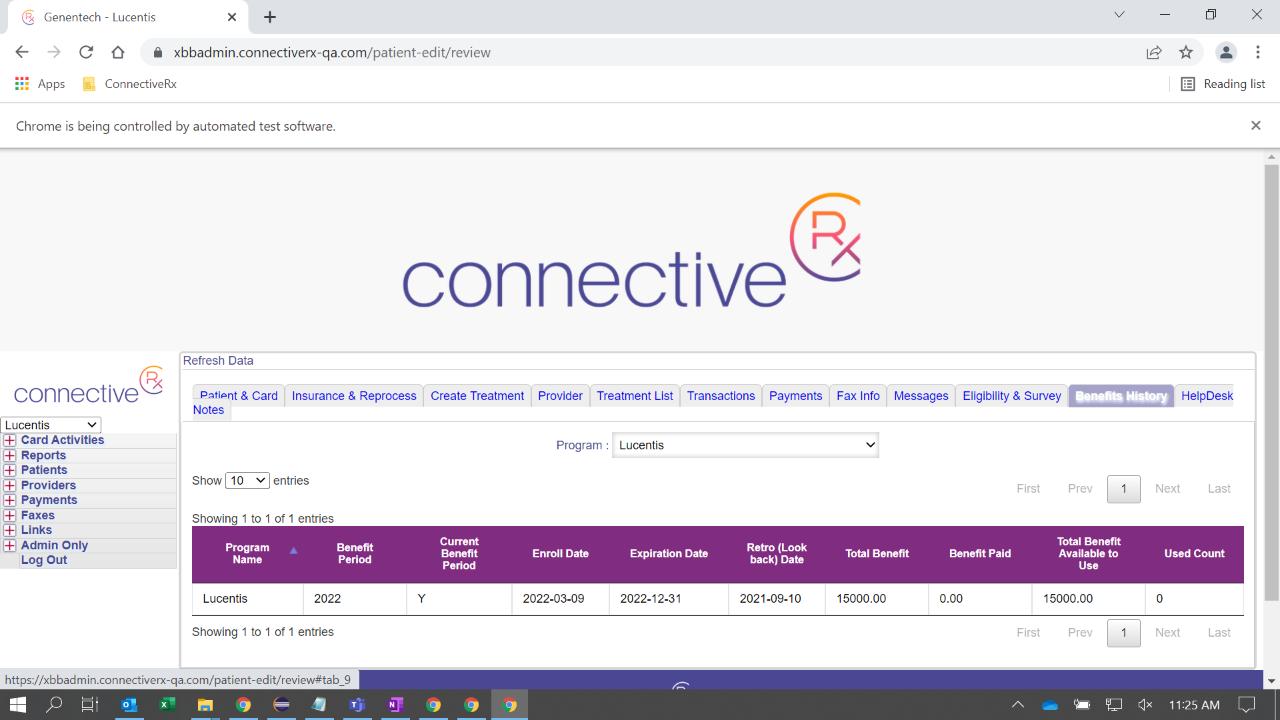 Genentech - Lucentis
xbbadmin.connectiverx-qa.com/patient-edit/review
Apps ConnectiveRx Reading list
Chrome is being controlled by automated test software.
connectiveRx
connectiveRx
Lucentis
Card Activities
Reports
Patients
Providers
Payments
Faxes
Links
Admin Only
Log Out
Refresh Data
Patient & Card Insurance & Reprocess Create Treatment Provider Treatment List Transactions Payments Fax Info Messages Eligibility & Survey Benefits History HelpDesk
Notes
Program : Lucentis
Show 10 entries
First Prev 1 Next Last
Showing 1 to 1 of 1 entries
Program Name Benefit Period Current Benefit Period Enroll Date Expiration Date Retro (Look back) Date Total Benefit Benefit Paid Total Benefit Available to Use Used Count
Lucentis 2022 Y 2022-03-09 2022-12-31 2021-09-10 15000.00 0.00 15000.00 0
Showing 1 to 1 of 1 entries
First Prev 1 Next Last
https://xbbadmin.connectiverx-qa.com/patient-edit/review#tab_9
11:25 AM